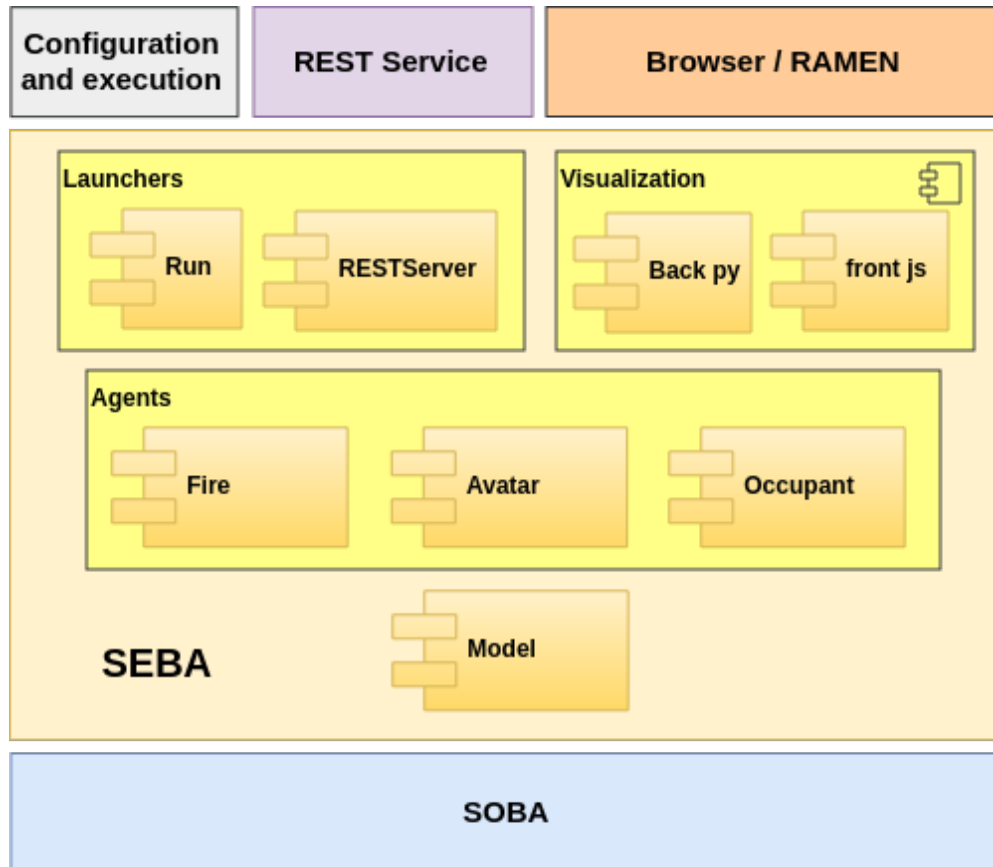 Configuration
and execution
REST Service
Browser / RAMEN
Launchers
Run
RESTServer
Visualization
Back py
front js
Agents
Fire
Avatar
Occupant
SEBA
Model
SOBA